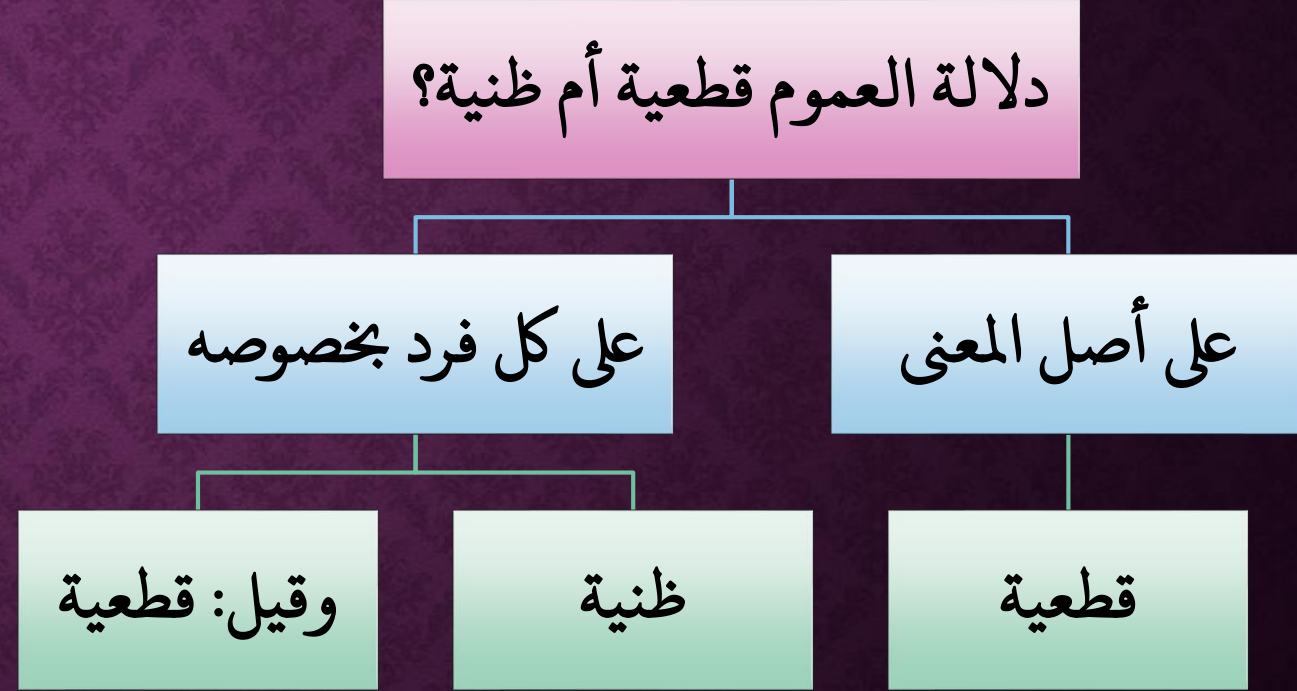 دلالة العموم قطعية أم ظنية؟
على أصل المعنى
على كل فرد بخصوصه
قطعية
ظنية
وقيل: قطعية